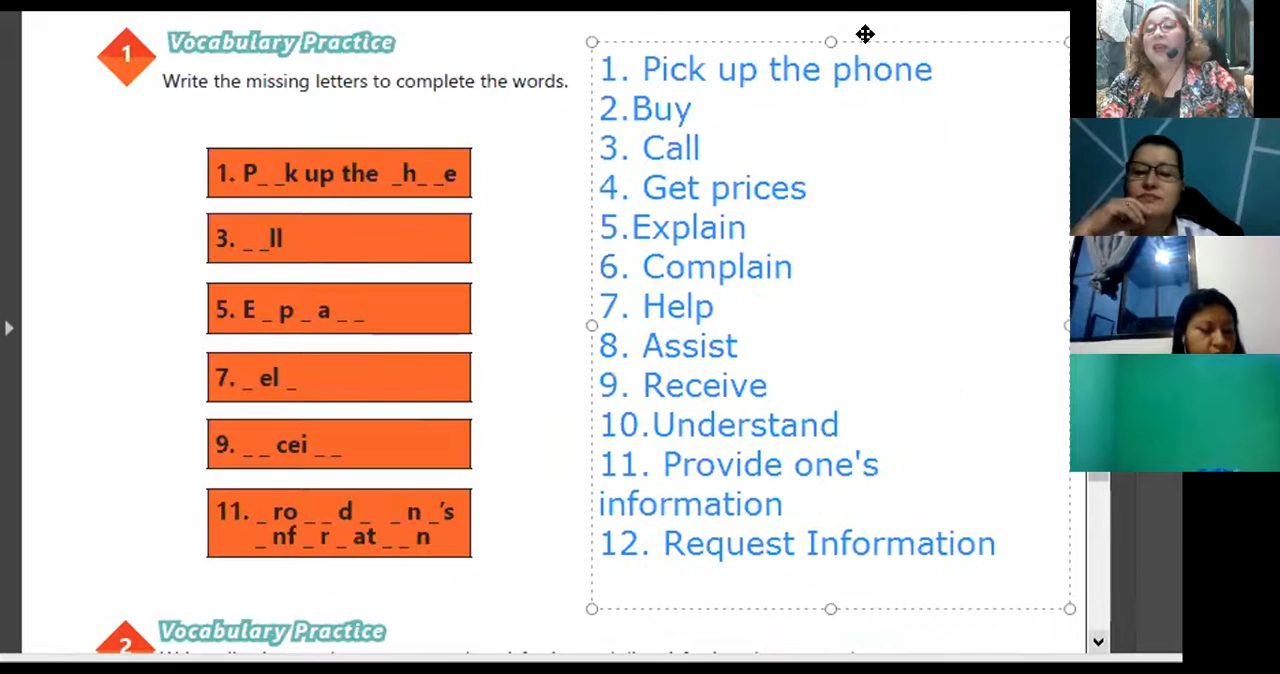 1
Vocabulary Practice
Write the missing letters to complete the words.
1. P_ _k up the _h_ _e
3. _ _ll
5. E _ p _ a _ _
7. _ el _
9. _ _ cei _ _
11. _ ro _ _ d _ _ n _'s
_ nf _ r _ at _ _ n
1. Pick up the phone
2.Buy
3. Call
4. Get prices
5.Explain
6. Complain
7. Help
8. Assist
9. Receive
10.Understand
11. Provide one's
information
12. Request Information
2
Vocabulary Practice